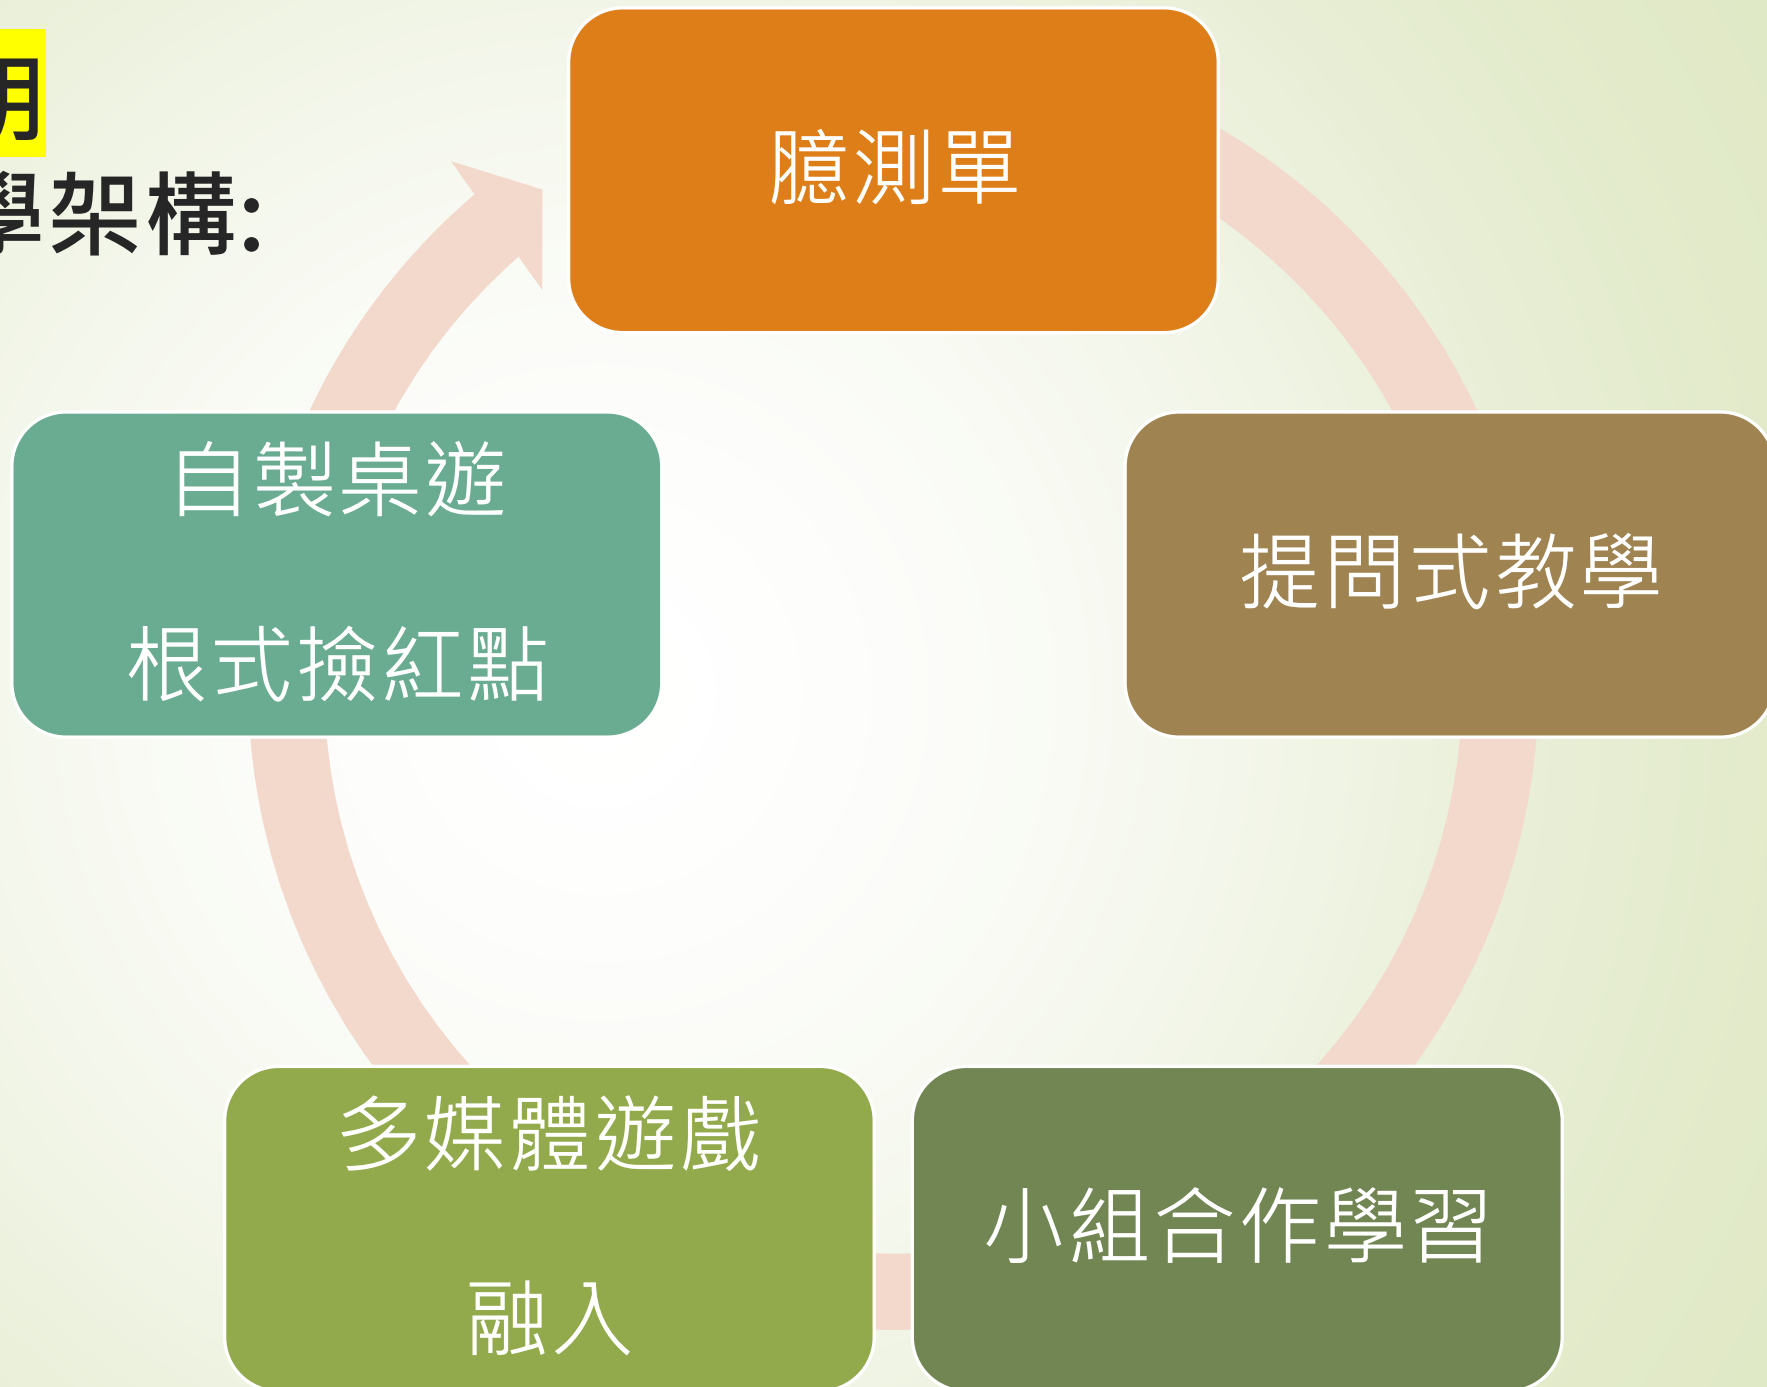 學架構:
臆測單
提問式教學
小組合作學習
多媒體遊戲
融入
自製桌遊
根式撿紅點